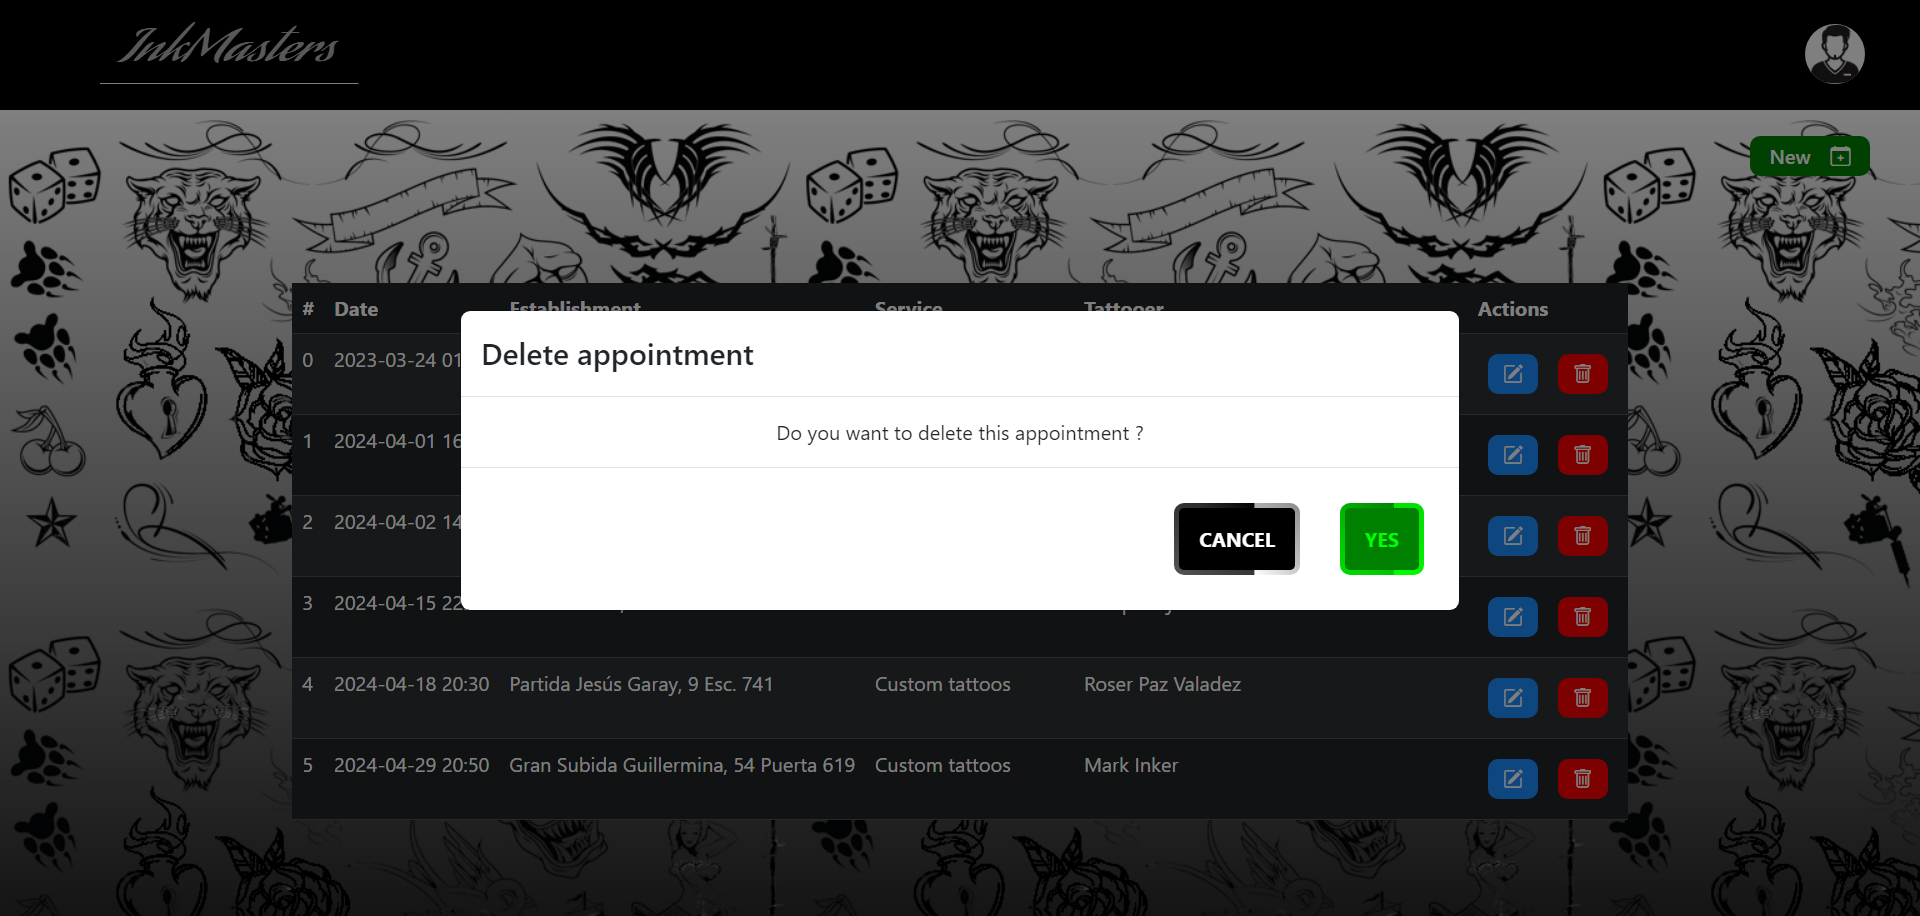 InkMasters
New
# Date Establishment Service Tattooer Actions
Delete appointment
0 2023-03-24 01
Do you want to delete this appointment ?
1 2024-04-01 16
2 2024-04-02 14
CANCEL YES
3 2024-04-15 22
4 2024-04-18 20:30 Partida Jesús Garay, 9 Esc. 741 Custom tattoos Roser Paz Valadez
5 2024-04-29 20:50 Gran Subida Guillermina, 54 Puerta 619 Custom tattoos Mark Inker